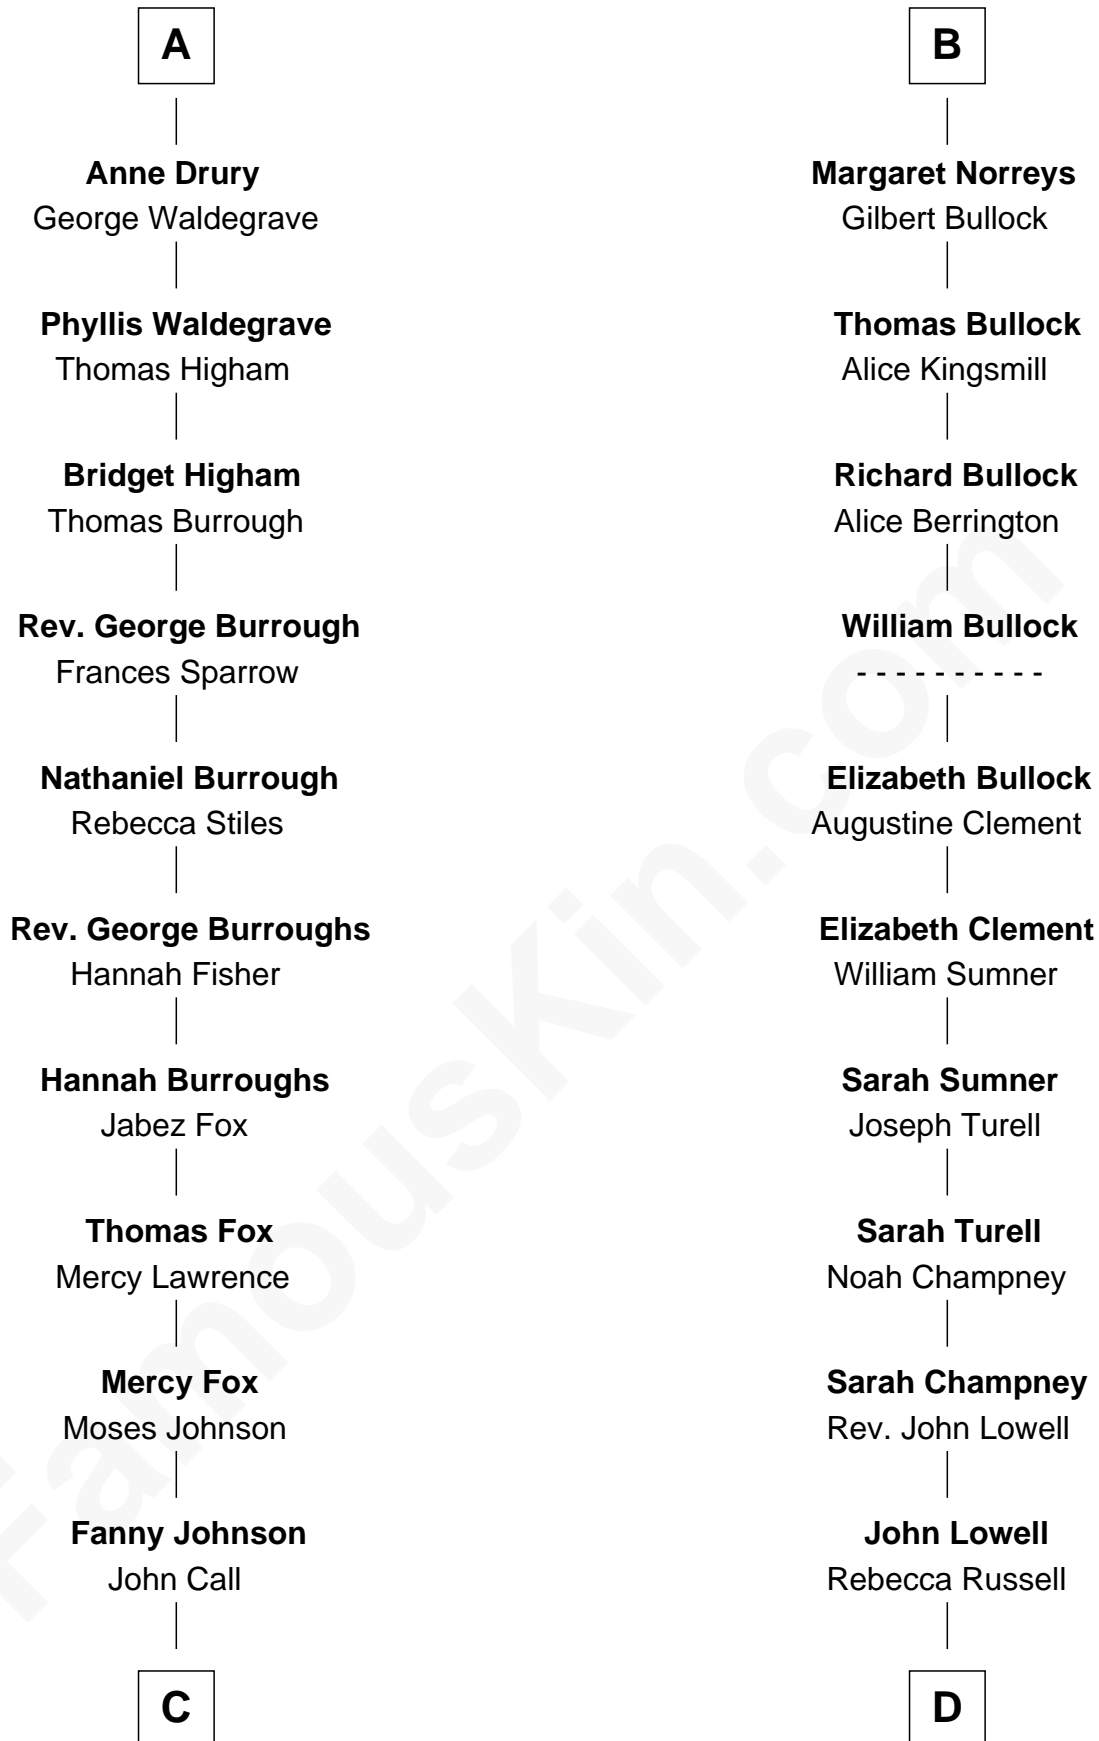 A
Anne Drury
George Waldegrave
Phyllis Waldegrave
Thomas Higham
Bridget Higham
Thomas Burrough
Rev. George Burrough
Frances Sparrow
Nathaniel Burrough
Rebecca Stiles
Rev. George Burroughs
Hannah Fisher
Hannah Burroughs
Jabez Fox
Thomas Fox
Mercy Lawrence
Mercy Fox
Moses Johnson
Fanny Johnson
John Call
C
B
Margaret Norreys
Gilbert Bullock
Thomas Bullock
Alice Kingsmill
Richard Bullock
Alice Berrington
William Bullock
- - - - - - - - - -
Elizabeth Bullock
Augustine Clement
Elizabeth Clement
William Sumner
Sarah Sumner
Joseph Turell
Sarah Turell
Noah Champney
Sarah Champney
Rev. John Lowell
John Lowell
Rebecca Russell
D
FamousKin.com